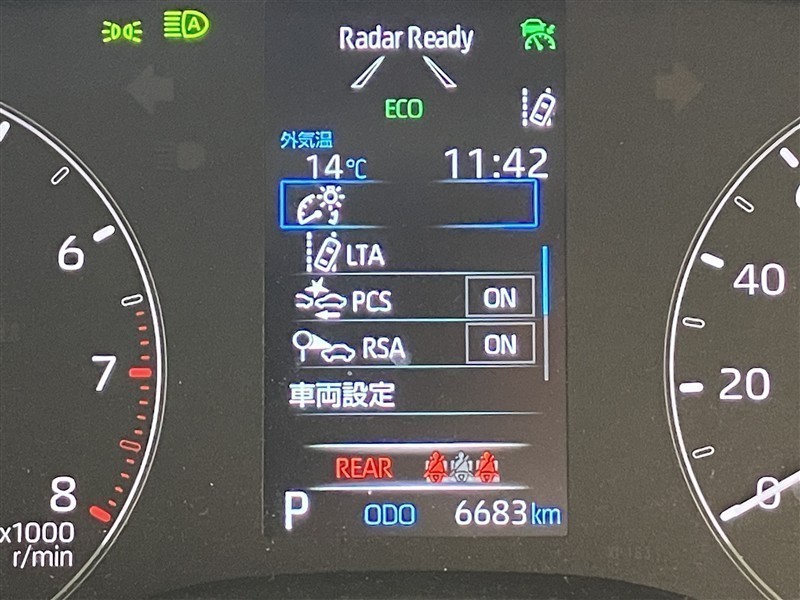 A
Radar Ready
ECO
外気温
14℃ 11:42
LTA
PCS ON
RSA ON
車両設定
REAR
P ODO 6683km
6
7
8
x1000
r/min
40
20
0